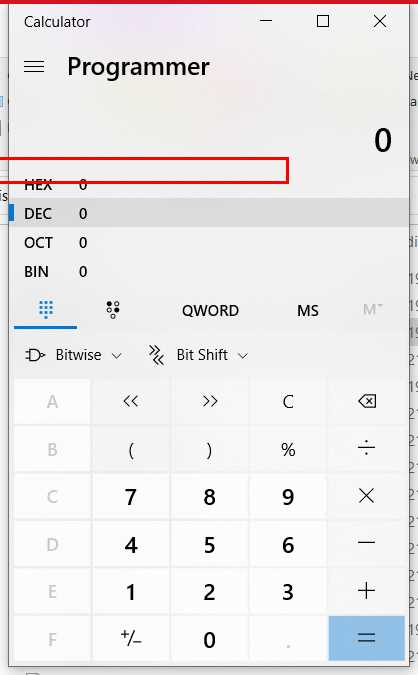 Calculator
Programmer
0
HEX 0
DEC 0
OCT 0
BIN 0
QWORD MS M
Bitwise Bit Shift
A << >> C
B ( ) % ÷
C 7 8 9 ×
D 4 5 6 −
E 1 2 3 +
F +/− 0 . =